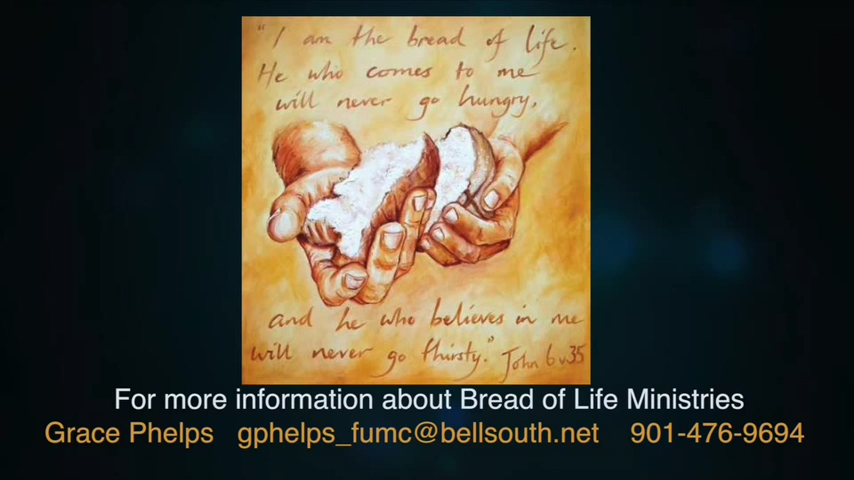 "I am the bread of life.
He who comes to me
will never go hungry,
and he who believes in me
will never go thirsty." John 6 v 35
For more information about Bread of Life Ministries
Grace Phelps gphelps_fumc@bellsouth.net 901-476-9694